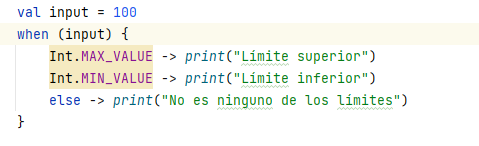 val input = 100
when (input) {
    Int.MAX_VALUE -> print("Límite superior")
    Int.MIN_VALUE -> print("Límite inferior")
    else -> print("No es ninguno de los límites")
}